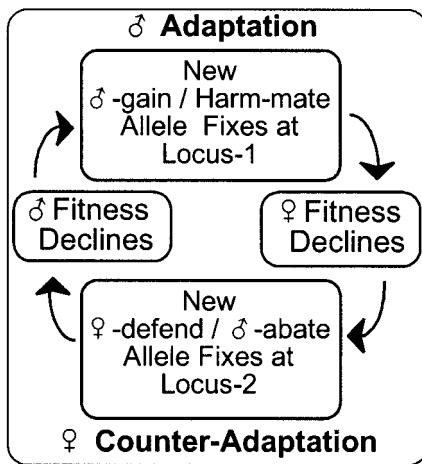 ♂ Adaptation
New
♂-gain / Harm-mate
Allele Fixes at
Locus-1
♂ Fitness
Declines
♀ Fitness
Declines
New
♀-defend / ♂-abate
Allele Fixes at
Locus-2
♀ Counter-Adaptation